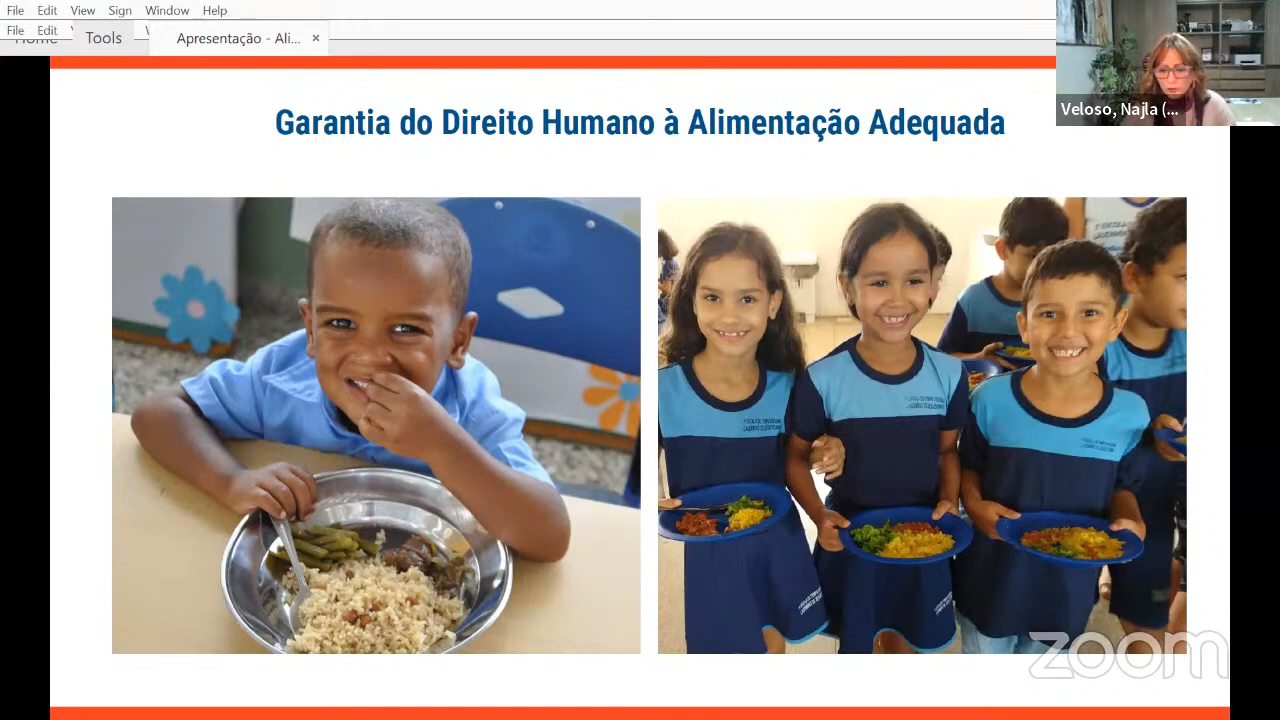 File Edit View Sign Window Help
File Edit
Home Tools Apresentação - Ali... ×
Veloso, Najla (...
Garantia do Direito Humano à Alimentação Adequada
zoom